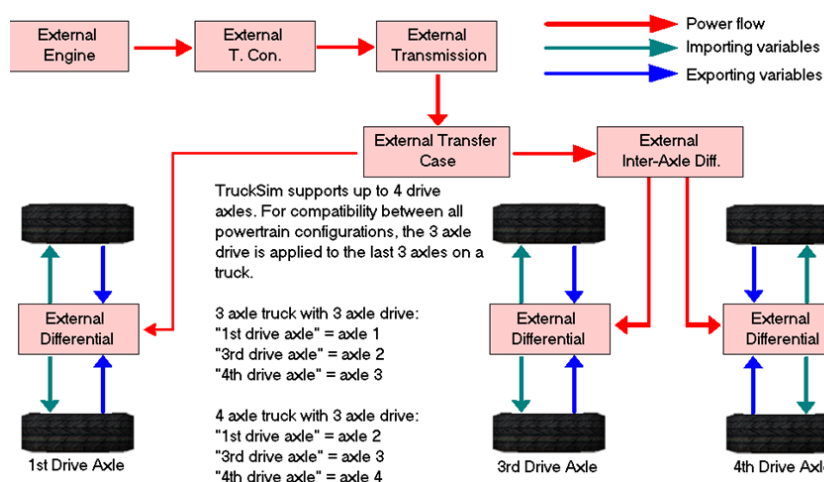 External
Engine
External
T. Con.
External
Transmission
Power flow
Importing variables
Exporting variables
External Transfer
Case
External
Inter-Axle Diff.
TruckSim supports up to 4 drive
axles. For compatibility between all
powertrain configurations, the 3 axle
drive is applied to the last 3 axles on a
truck.
3 axle truck with 3 axle drive:
"1st drive axle" = axle 1
"3rd drive axle" = axle 2
"4th drive axle" = axle 3
4 axle truck with 3 axle drive:
"1st drive axle" = axle 2
"3rd drive axle" = axle 3
"4th drive axle" = axle 4
External
Differential
External
Differential
External
Differential
1st Drive Axle
3rd Drive Axle
4th Drive Axle